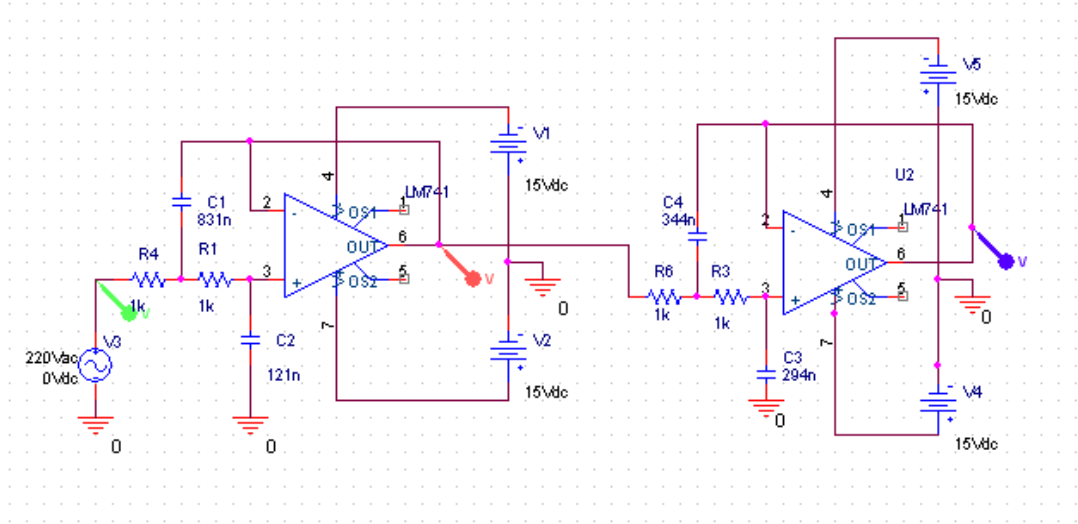 V5
15Vdc
V1
15Vdc
4
LM741
C1
831n
2
-
OS1
1
OUT
6
R4
R1
3
+
OS2
5
1k
1k
V
V
7
0
C2
121n
V3
220Vac
0Vdc
0
0
V2
15Vdc
U2
4
LM741
C4
344n
2
-
OS1
1
OUT
6
V
R6
R3
3
+
OS2
5
1k
1k
7
0
C3
294n
0
V4
15Vdc